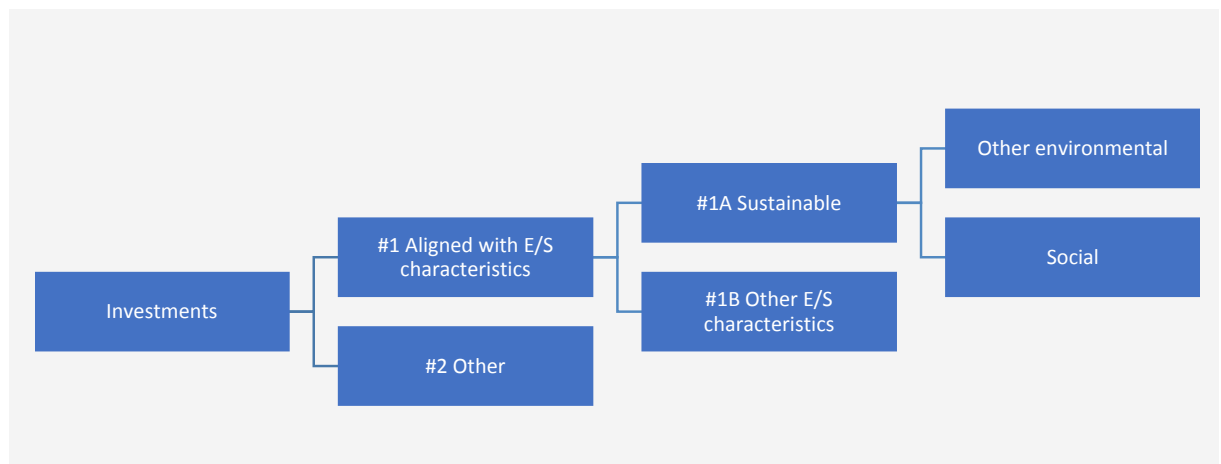 Other environmental
#1A Sustainable
#1 Aligned with E/S
characteristics
Social
Investments
#1B Other E/S
characteristics
#2 Other